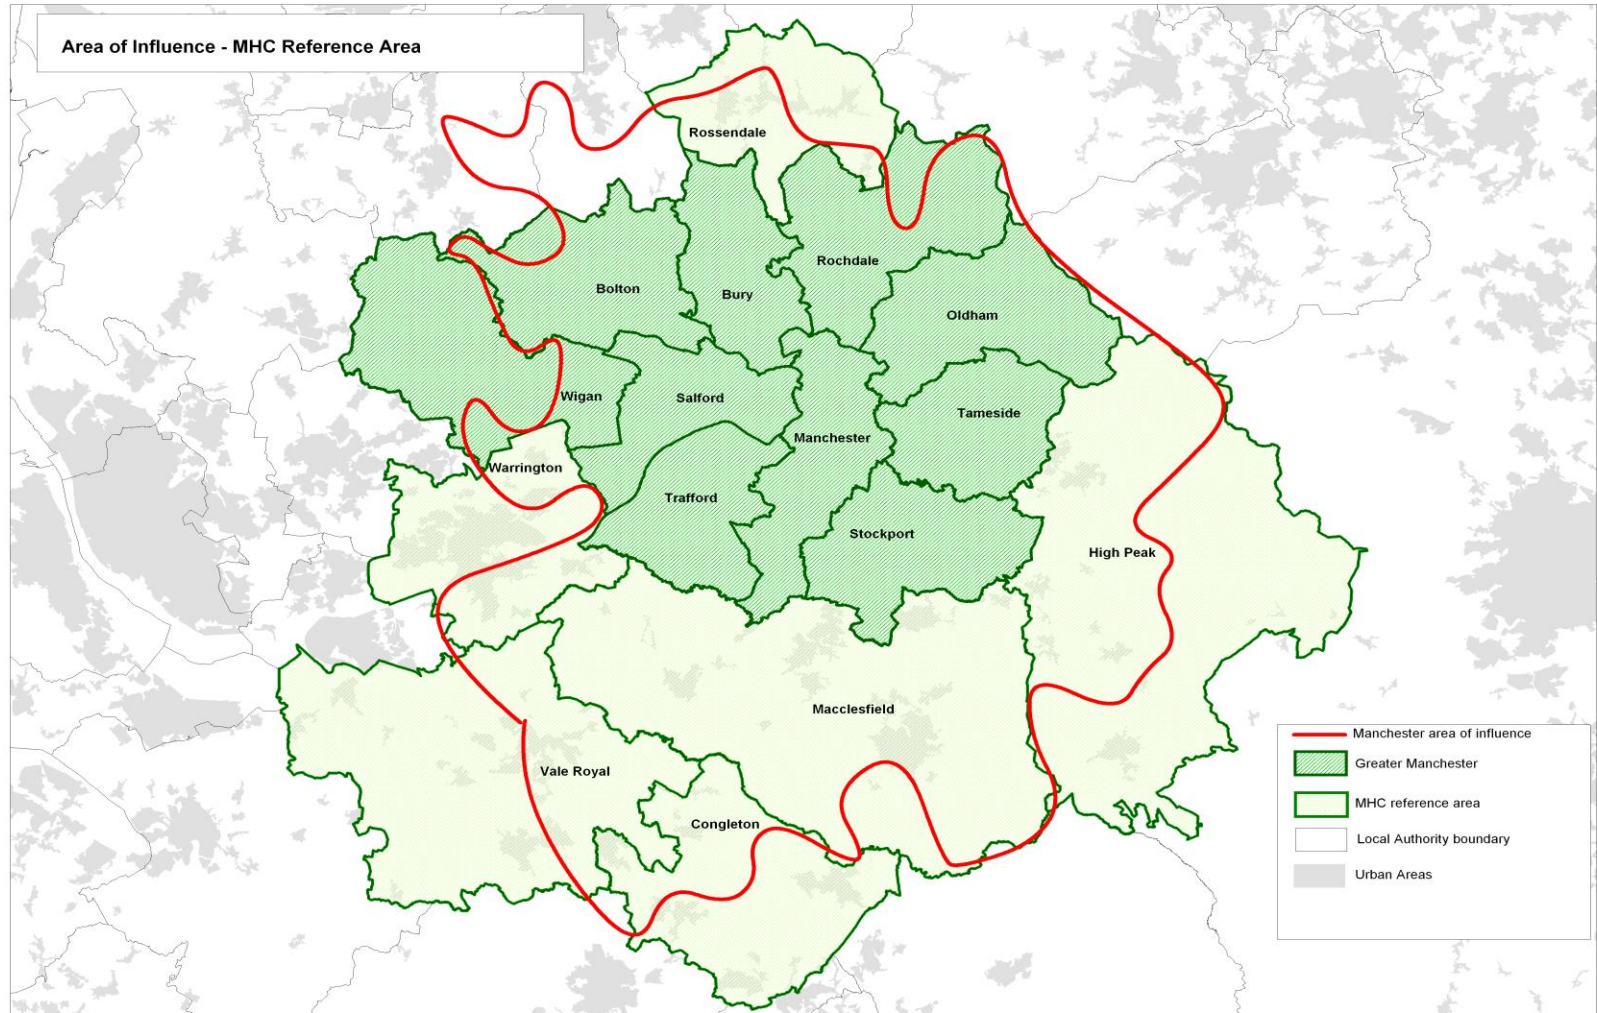 Area of Influence - MHC Reference Area
Rossendale
Rochdale
Bolton
Bury
Oldham
Wigan
Salford
Tameside
Manchester
Warrington
Trafford
Stockport
High Peak
Macclesfield
Vale Royal
Congleton
Manchester area of influence
Greater Manchester
MHC reference area
Local Authority boundary
Urban Areas